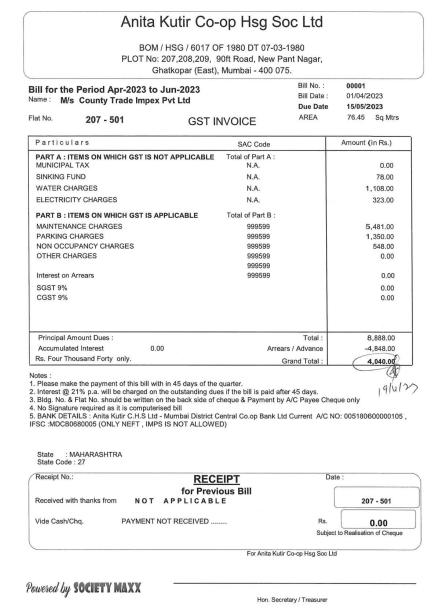 Anita Kutir Co-op Hsg Soc Ltd
BOM / HSG / 6017 OF 1980 DT 07-03-1980
PLOT No: 207,208,209, 90ft Road, New Pant Nagar,
Ghatkopar (East), Mumbai - 400 075.
Bill for the Period Apr-2023 to Jun-2023 Bill No. : 00001
Name : M/s County Trade Impex Pvt Ltd Bill Date : 01/04/2023
Due Date 15/05/2023
Flat No. 207 - 501 GST INVOICE AREA 76.45 Sq Mtrs
Particulars SAC Code Amount (in Rs.)
PART A : ITEMS ON WHICH GST IS NOT APPLICABLE Total of Part A :
MUNICIPAL TAX N.A. 0.00
SINKING FUND N.A. 78.00
WATER CHARGES N.A. 1,108.00
ELECTRICITY CHARGES N.A. 323.00
PART B : ITEMS ON WHICH GST IS APPLICABLE Total of Part B :
MAINTENANCE CHARGES 999599 5,481.00
PARKING CHARGES 999599 1,350.00
NON OCCUPANCY CHARGES 999599 548.00
OTHER CHARGES 999599 0.00
999599
Interest on Arrears 999599 0.00
SGST 9% 0.00
CGST 9% 0.00
Principal Amount Dues : Total : 8,888.00
Accumulated Interest 0.00 Arrears / Advance -4,848.00
Rs. Four Thousand Forty only. Grand Total : 4,040.00
Notes :
1. Please make the payment of this bill with in 45 days of the quarter.
2. Interest @ 21% p.a. will be charged on the outstanding dues if the bill is paid after 45 days.
3. Bldg. No. & Flat No. should be written on the back side of cheque & Payment by A/C Payee Cheque only
4. No Signature required as it is computerised bill
5. BANK DETAILS : Anita Kutir C.H.S Ltd - Mumbai District Central Co.op Bank Ltd Current A/C NO: 005180600000105 ,
IFSC :MDCB0680005 (ONLY NEFT , IMPS IS NOT ALLOWED)
State : MAHARASHTRA
State Code : 27
Receipt No.: RECEIPT Date :
for Previous Bill
Received with thanks from NOT APPLICABLE 207 - 501
Vide Cash/Chq. PAYMENT NOT RECEIVED ......... Rs. 0.00
Subject to Realisation of Cheque
For Anita Kutir Co-op Hsg Soc Ltd
Powered by SOCIETY MAXX
Hon. Secretary / Treasurer